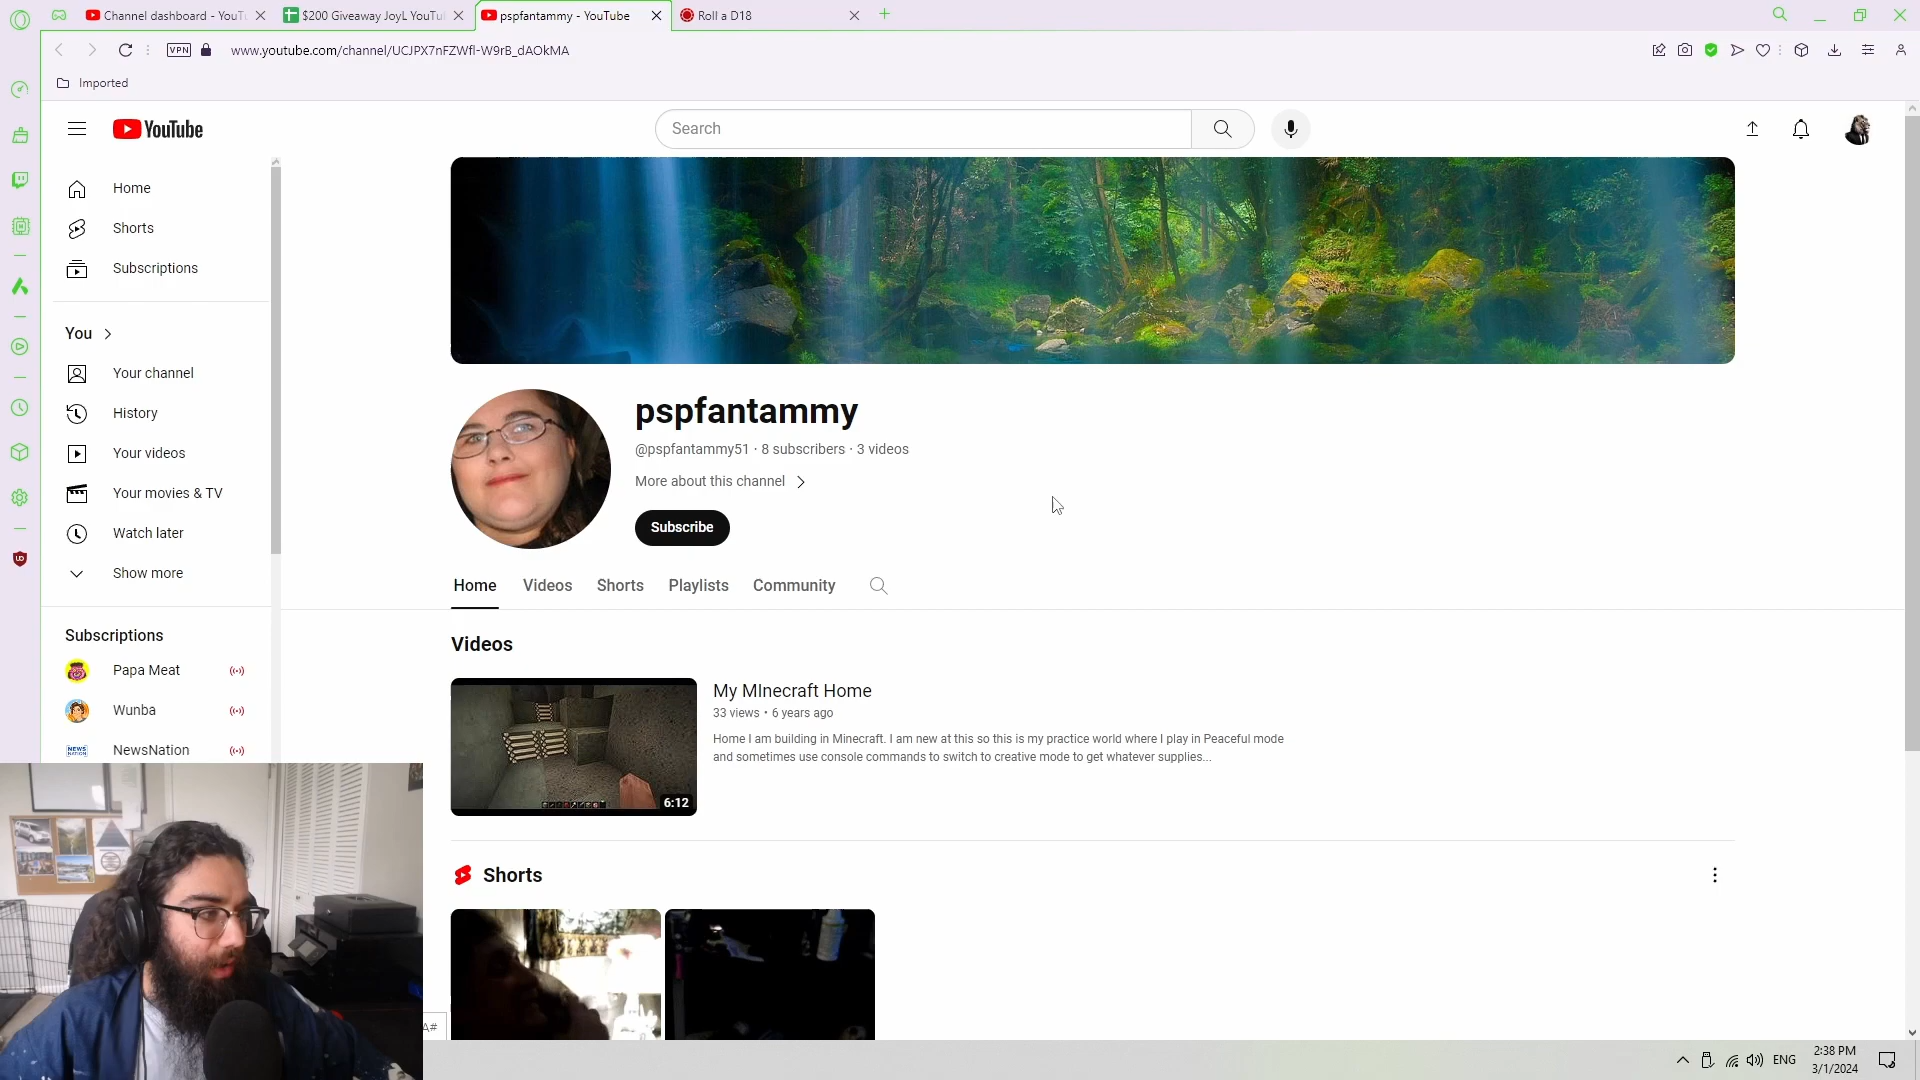 Channel dashboard - YouTu
$200 Giveaway JoyL YouTu
pspfantammy - YouTube
Roll a D18
VPN
www.youtube.com/channel/UCJPX7nFZWfl-W9rB_dAOkMA
Imported
YouTube
Search
Home
Shorts
Subscriptions
You
Your channel
History
Your videos
Your movies & TV
Watch later
Show more
Subscriptions
Papa Meat
Wunba
NewsNation
pspfantammy
@pspfantammy51 · 8 subscribers · 3 videos
More about this channel
Subscribe
Home Videos Shorts Playlists Community
Videos
6:12
My MInecraft Home
33 views • 6 years ago
Home I am building in Minecraft. I am new at this so this is my practice world where I play in Peaceful mode
and sometimes use console commands to switch to creative mode to get whatever supplies...
Shorts
A#
ENG
2:38 PM
3/1/2024